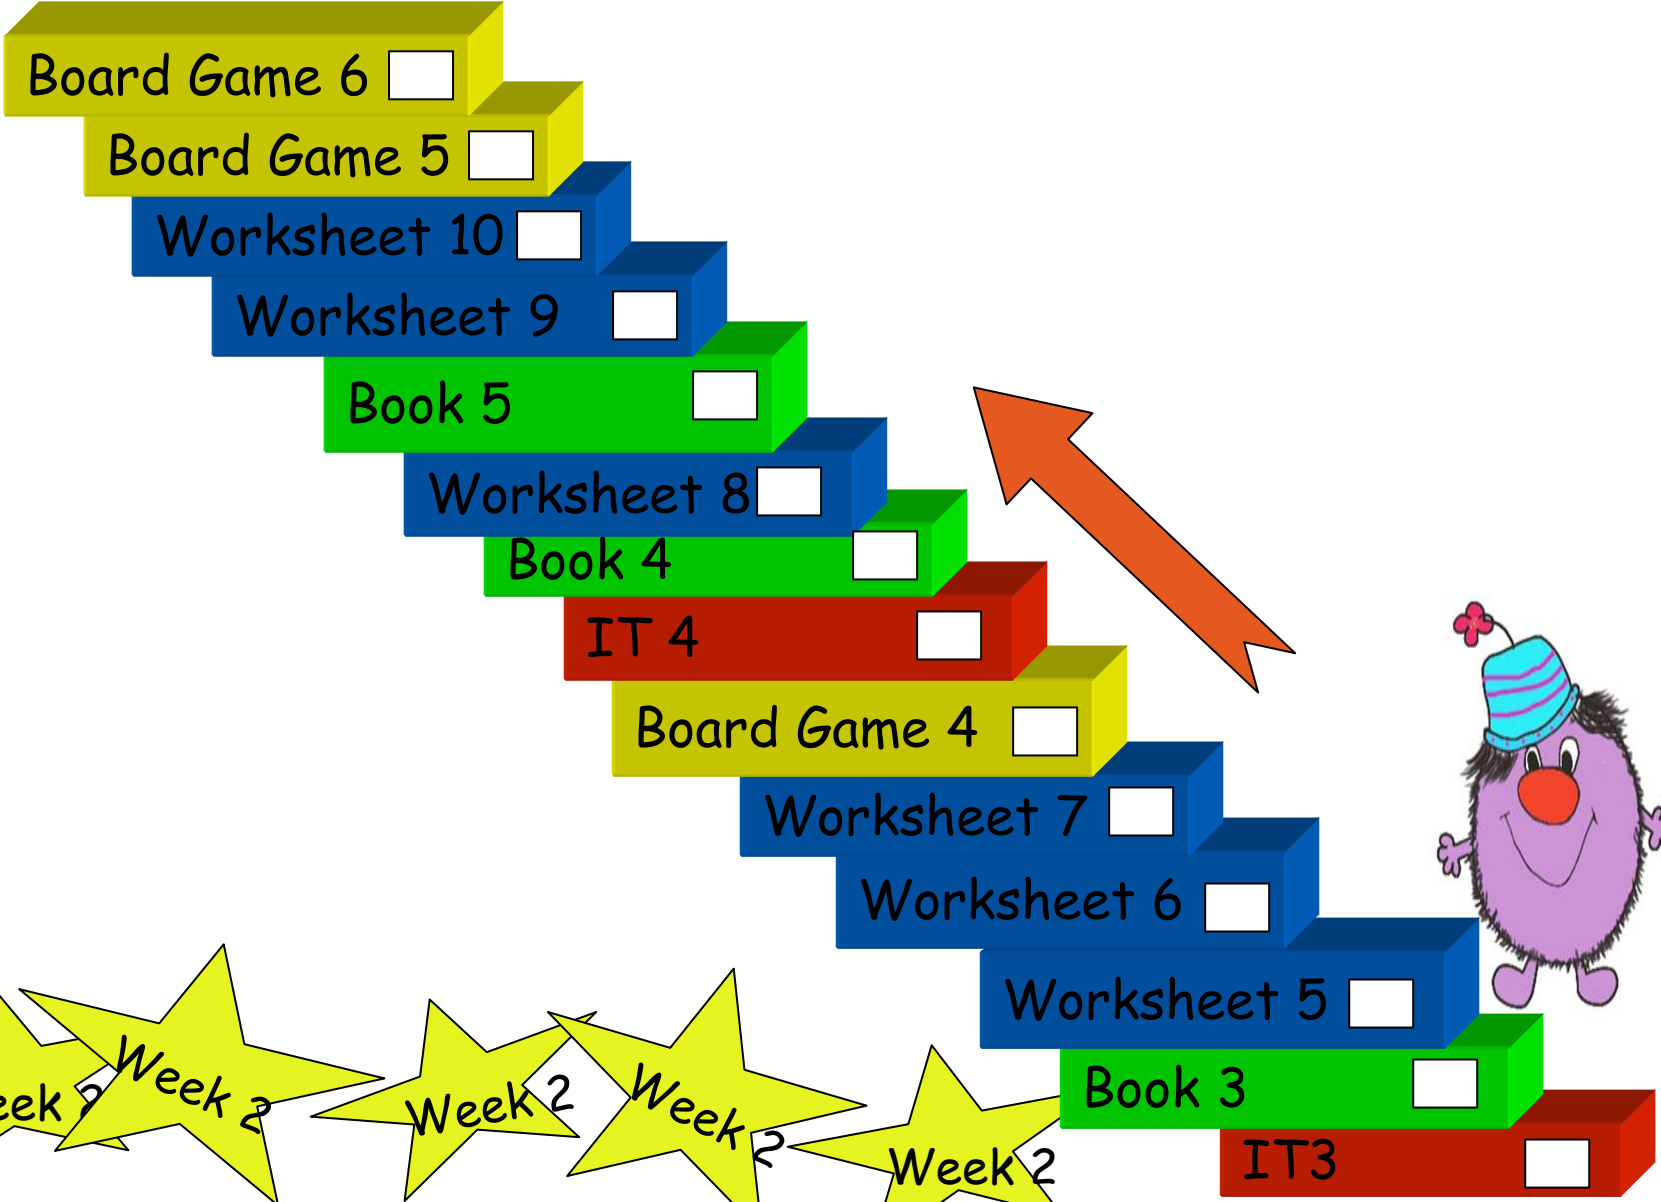 Board Game 6
Board Game 5
Worksheet 10
Worksheet 9
Book 5
Worksheet 8
Book 4
IT 4
Board Game 4
Worksheet 7
Worksheet 6
Worksheet 5
Book 3
IT3
eek 2
Week 2
Week 2
Week 2
Week 2